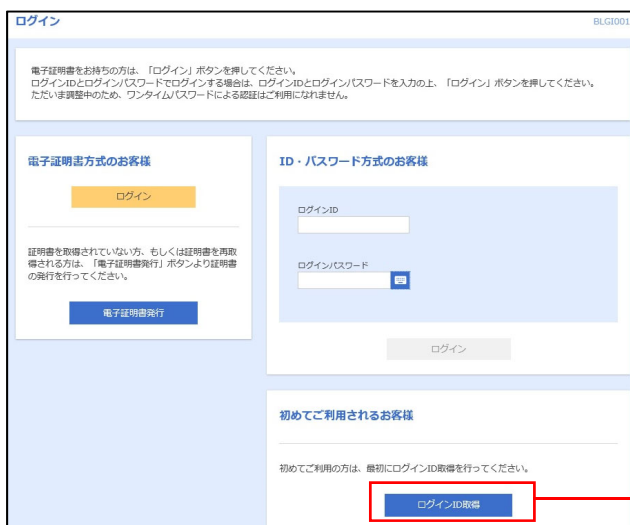 ログイン
BLGI001
電子証明書をお持ちの方は、「ログイン」ボタンを押してください。
ログインIDとログインパスワードでログインする場合は、ログインIDとログインパスワードを入力の上、「ログイン」ボタンを押してください。
ただいま調整中のため、ワンタイムパスワードによる認証はご利用になれません。
電子証明書方式のお客様
ログイン
証明書を取得されていない方、もしくは証明書を再取
得される方は、「電子証明書発行」ボタンより証明書
の発行を行ってください。
電子証明書発行
ID・パスワード方式のお客様
ログインID
ログインパスワード
ログイン
初めてご利用されるお客様
初めてご利用の方は、最初にログインID取得を行ってください。
ログインID取得